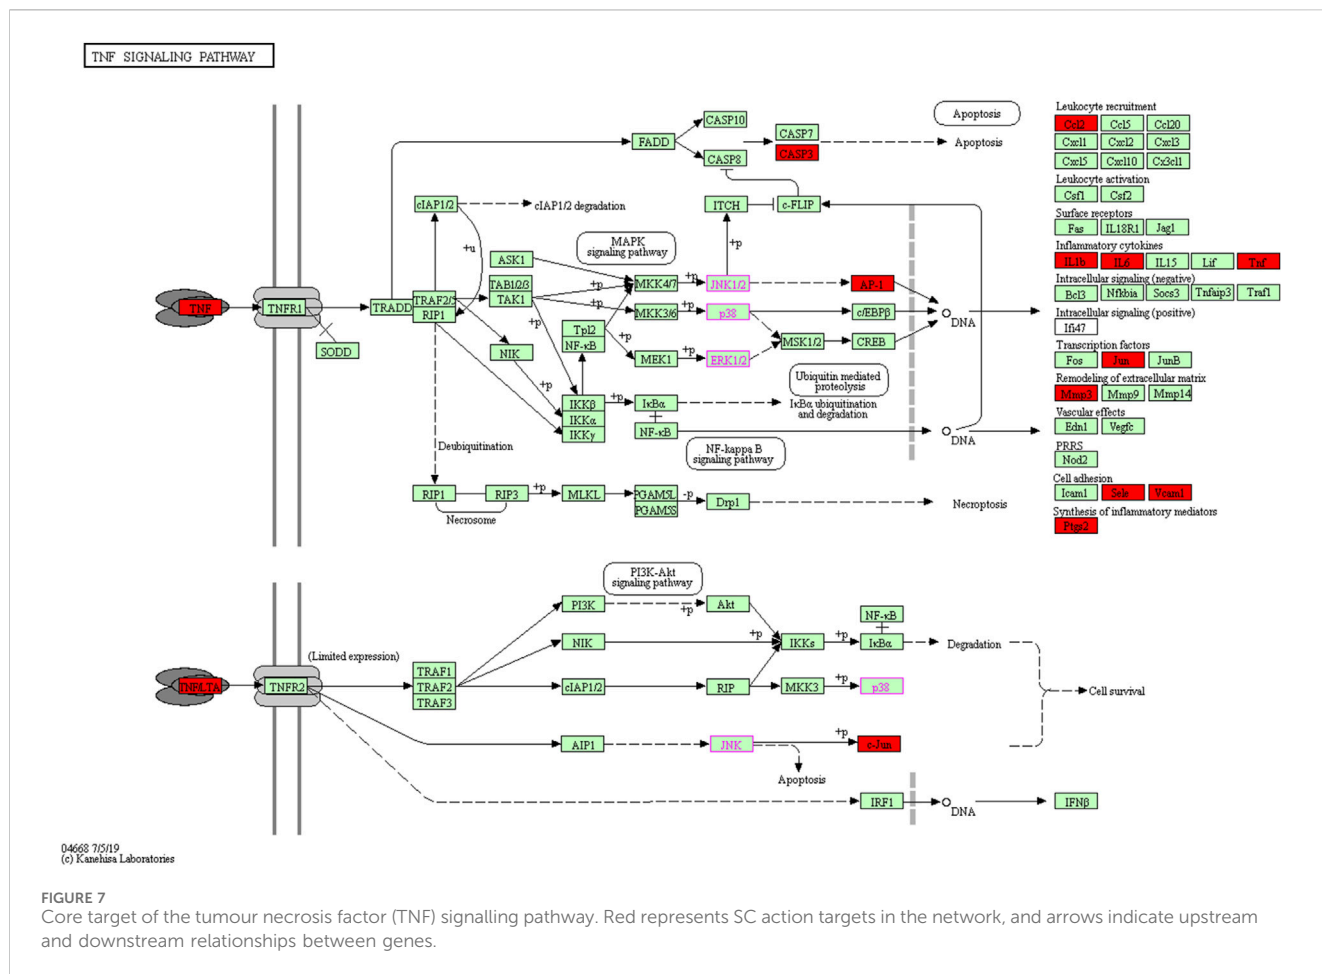 TNF SIGNALING PATHWAY
Apoptosis
Leukocyte recruitment
CASP10
Ccl2 Ccl5 Ccl20
FADD
CASP7
Apoptosis
Cxcl1 Cxcl2 Cxcl3
CASP8
CASP3
Cxcl5 Cxcl10 Cx3cl1
Leukocyte activation
Csf1 Csf2
cIAP1/2
cIAP1/2 degradation
ITCH
c-FLIP
Surface receptors
Fas IL18R1 Jag1
+u
MAPK
signaling pathway
+p
Inflammatory cytokines
ASK1
IL1b IL6 IL15 Lif Tnf
TAB1/2/3
MKK4/7
+p
JNK1/2
AP-1
Intracellular signaling (negative)
TNF
TNFR1
TRADD
TRAF2/5
TAK1
+p
Bcl3 Nfkbia Socs3 Tnfaip3 Traf1
RIP1
+p
MKK3/6
+p
p38
c/EBPβ
DNA
Intracellular signaling (positive)
Ifi47
SODD
NIK
+p
Tpl2
NF-κB
+p
MEK1
+p
ERK1/2
MSK1/2
CREB
Transcription factors
Fos Jun JunB
+p
Ubiquitin mediated
proteolysis
Remodeling of extracellular matrix
Mmp3 Mmp9 Mmp14
IKKβ
+p
IκBα
IκBα ubiquitination
and degradation
Vascular effects
IKKα
IKKγ
NF-κB
DNA
Edn1 Vegfc
Deubiquitination
NF-kappa B
signaling pathway
PRRS
Nod2
Cell adhesion
RIP1
RIP3
+p
MLKL
PGAM5L
-p
Drp1
Necroptosis
Icam1 Sele Vcam1
PGAM5S
Necrosome
Synthesis of inflammatory mediators
Ptgs2
PI3K-Akt
signaling pathway
PI3K
+p
Akt
NF-κB
NIK
+p
IKKs
+p
IκBα
Degradation
(Limited expression)
TRAF1
TNF/LTA
TNFR2
TRAF2
cIAP1/2
RIP
MKK3
+p
p38
Cell survival
TRAF3
AIP1
JNK
+p
c-Jun
Apoptosis
IRF1
DNA
IFNβ
04668 7/5/19
(c) Kanehisa Laboratories
FIGURE 7
Core target of the tumour necrosis factor (TNF) signalling pathway. Red represents SC action targets in the network, and arrows indicate upstream
and downstream relationships between genes.